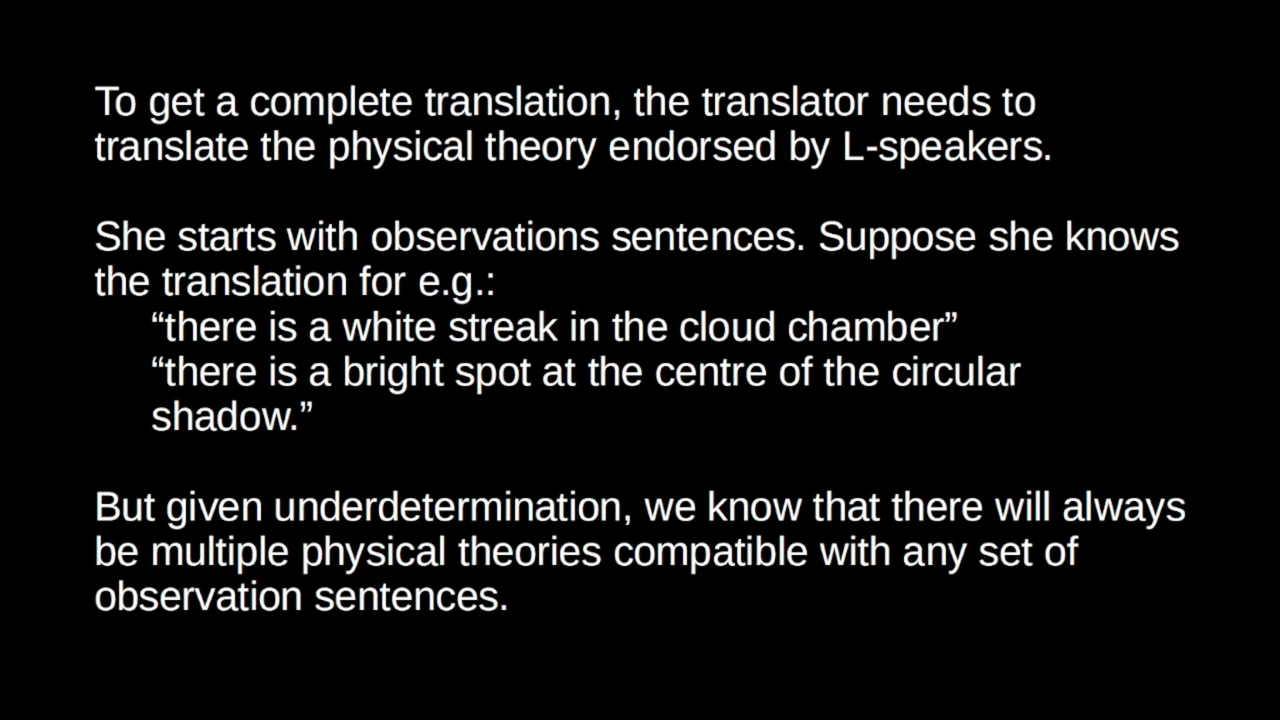 To get a complete translation, the translator needs to
translate the physical theory endorsed by L-speakers.
She starts with observations sentences. Suppose she knows
the translation for e.g.:
“there is a white streak in the cloud chamber”
“there is a bright spot at the centre of the circular
shadow.”
But given underdetermination, we know that there will always
be multiple physical theories compatible with any set of
observation sentences.